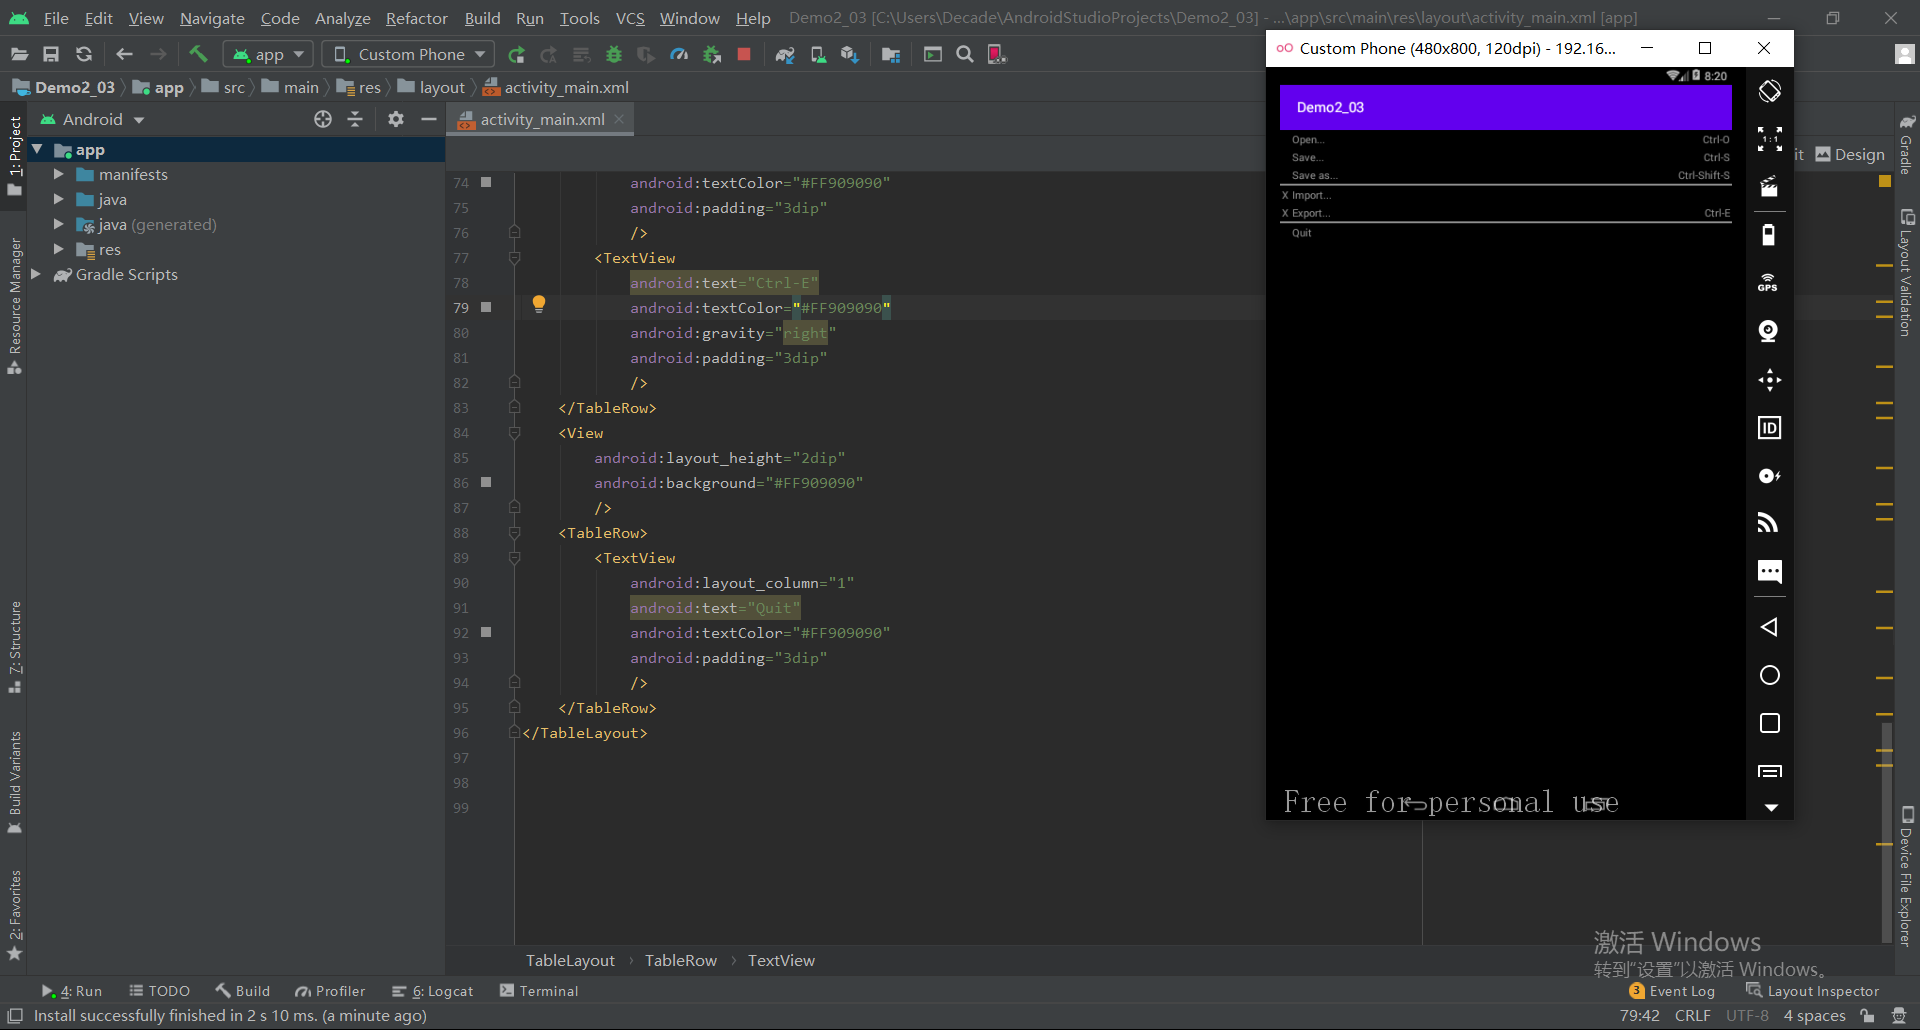 File Edit View Navigate Code Analyze Refactor Build Run Tools VCS Window Help Demo2_03 [C:\Users\Decade\AndroidStudioProjects\Demo2_03] - ...\app\src\main\res\layout\activity_main.xml [app]
app Custom Phone
Demo2_03 app src main res layout activity_main.xml
Android
activity_main.xml
Design
1: Project
Resource Manager
7: Structure
Build Variants
2: Favorites
app
manifests
java
java (generated)
res
Gradle Scripts
74 android:textColor="#FF909090"
75 android:padding="3dip"
76 />
77 <TextView
78 android:text="Ctrl-E"
79 android:textColor="#FF909090"
80 android:gravity="right"
81 android:padding="3dip"
82 />
83 </TableRow>
84 <View
85 android:layout_height="2dip"
86 android:background="#FF909090"
87 />
88 <TableRow>
89 <TextView
90 android:layout_column="1"
91 android:text="Quit"
92 android:textColor="#FF909090"
93 android:padding="3dip"
94 />
95 </TableRow>
96 </TableLayout>
97
98
99
TableLayout TableRow TextView
Custom Phone (480x800, 120dpi) - 192.16...
8:20
Demo2_03
Open... Ctrl-O
Save... Ctrl-S
Save as... Ctrl-Shift-S
X Import...
X Export... Ctrl-E
Quit
1:1
GPS
ID
Free for personal use
Gradle
Layout Validation
Device File Explorer
激活 Windows
转到"设置"以激活 Windows。
4: Run TODO Build Profiler 6: Logcat Terminal
3 Event Log Layout Inspector
Install successfully finished in 2 s 10 ms. (a minute ago)
79:42 CRLF UTF-8 4 spaces